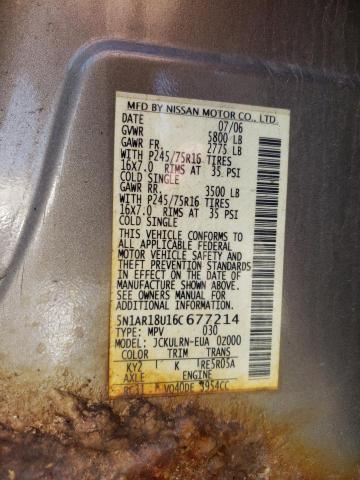 MFD BY NISSAN MOTOR CO., LTD.
DATE 07/06
GVWR 5800 LB
GAWR FR. 2773 LB
WITH P245/75R16 TIRES
16X7.0 RIMS AT 35 PSI
COLD SINGLE
GAWR RR. 3500 LB
WITH P245/75R16 TIRES
16X7.0 RIMS AT 35 PSI
COLD SINGLE
THIS VEHICLE CONFORMS TO
ALL APPLICABLE FEDERAL
MOTOR VEHICLE SAFETY AND
THEFT PREVENTION STANDARDS
IN EFFECT ON THE DATE OF
MANUFACTURE SHOWN ABOVE.
SEE OWNERS MANUAL FOR
ADDITIONAL INFORMATION.
5N1AR18U16C677214
TYPE: MPV 030
MODEL: JCKULRN-EUA 0Z000
COLOR TRIM TRANS
KY2 K RE5R05A
AXLE ENGINE
VQ40DE 3954CC